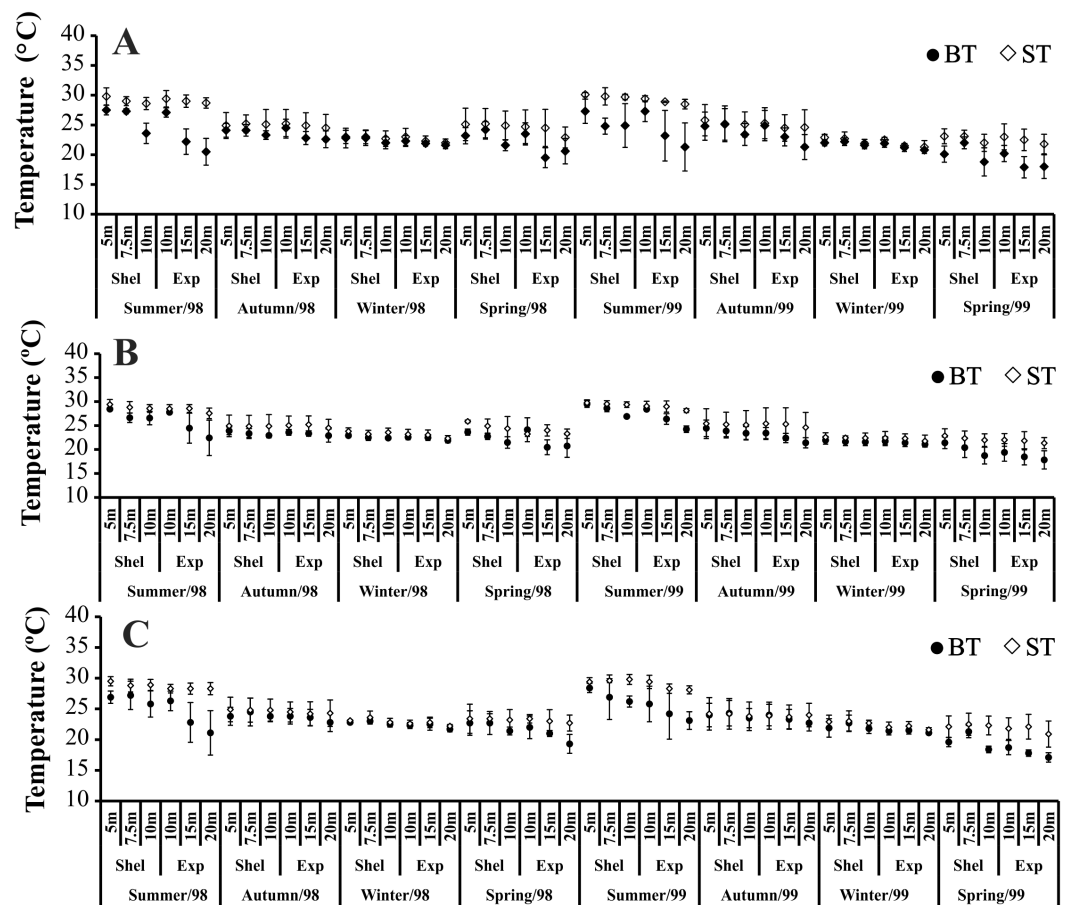 A
BT ST
Temperature (°C)
40
35
30
25
20
15
10
5m 7.5m 10m 10m 15m 20m 5m 7.5m 10m 10m 15m 20m 5m 7.5m 10m 10m 15m 20m 5m 7.5m 10m 10m 15m 20m 5m 7.5m 10m 10m 15m 20m 5m 7.5m 10m 10m 15m 20m 5m 7.5m 10m 10m 15m 20m 5m 7.5m 10m 10m 15m 20m
Shel Exp Shel Exp Shel Exp Shel Exp Shel Exp Shel Exp Shel Exp Shel Exp
Summer/98 Autumn/98 Winter/98 Spring/98 Summer/99 Autumn/99 Winter/99 Spring/99
B
BT ST
Temperature (ºC)
40
35
30
25
20
15
10
5m 7.5m 10m 10m 15m 20m 5m 7.5m 10m 10m 15m 20m 5m 7.5m 10m 10m 15m 20m 5m 7.5m 10m 10m 15m 20m 5m 7.5m 10m 10m 15m 20m 5m 7.5m 10m 10m 15m 20m 5m 7.5m 10m 10m 15m 20m 5m 7.5m 10m 10m 15m 20m
Shel Exp Shel Exp Shel Exp Shel Exp Shel Exp Shel Exp Shel Exp Shel Exp
Summer/98 Autumn/98 Winter/98 Spring/98 Summer/99 Autumn/99 Winter/99 Spring/99
C
BT ST
Temperature (ºC)
40
35
30
25
20
15
10
5m 7.5m 10m 10m 15m 20m 5m 7.5m 10m 10m 15m 20m 5m 7.5m 10m 10m 15m 20m 5m 7.5m 10m 10m 15m 20m 5m 7.5m 10m 10m 15m 20m 5m 7.5m 10m 10m 15m 20m 5m 7.5m 10m 10m 15m 20m 5m 7.5m 10m 10m 15m 20m
Shel Exp Shel Exp Shel Exp Shel Exp Shel Exp Shel Exp Shel Exp Shel Exp
Summer/98 Autumn/98 Winter/98 Spring/98 Summer/99 Autumn/99 Winter/99 Spring/99